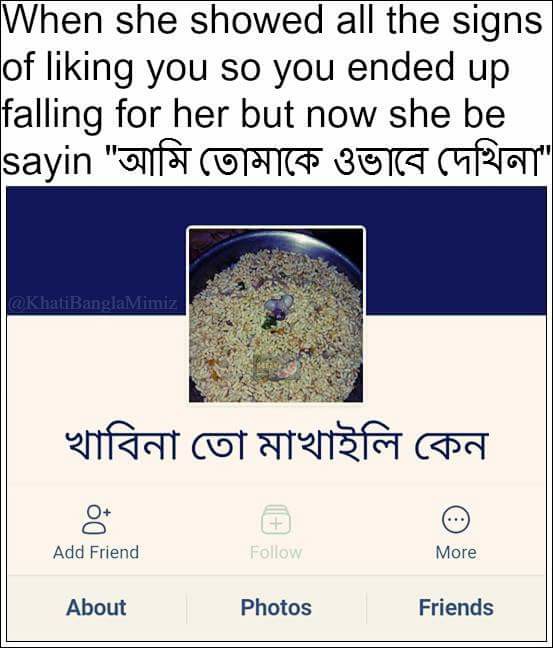 When she showed all the signs
of liking you so you ended up
falling for her but now she be
sayin "আমি তোমাকে ওভাবে দেখিনা"
@KhatiBanglaMimiz
খাবিনা তো মাখাইলি কেন
Add Friend
Follow
More
About
Photos
Friends